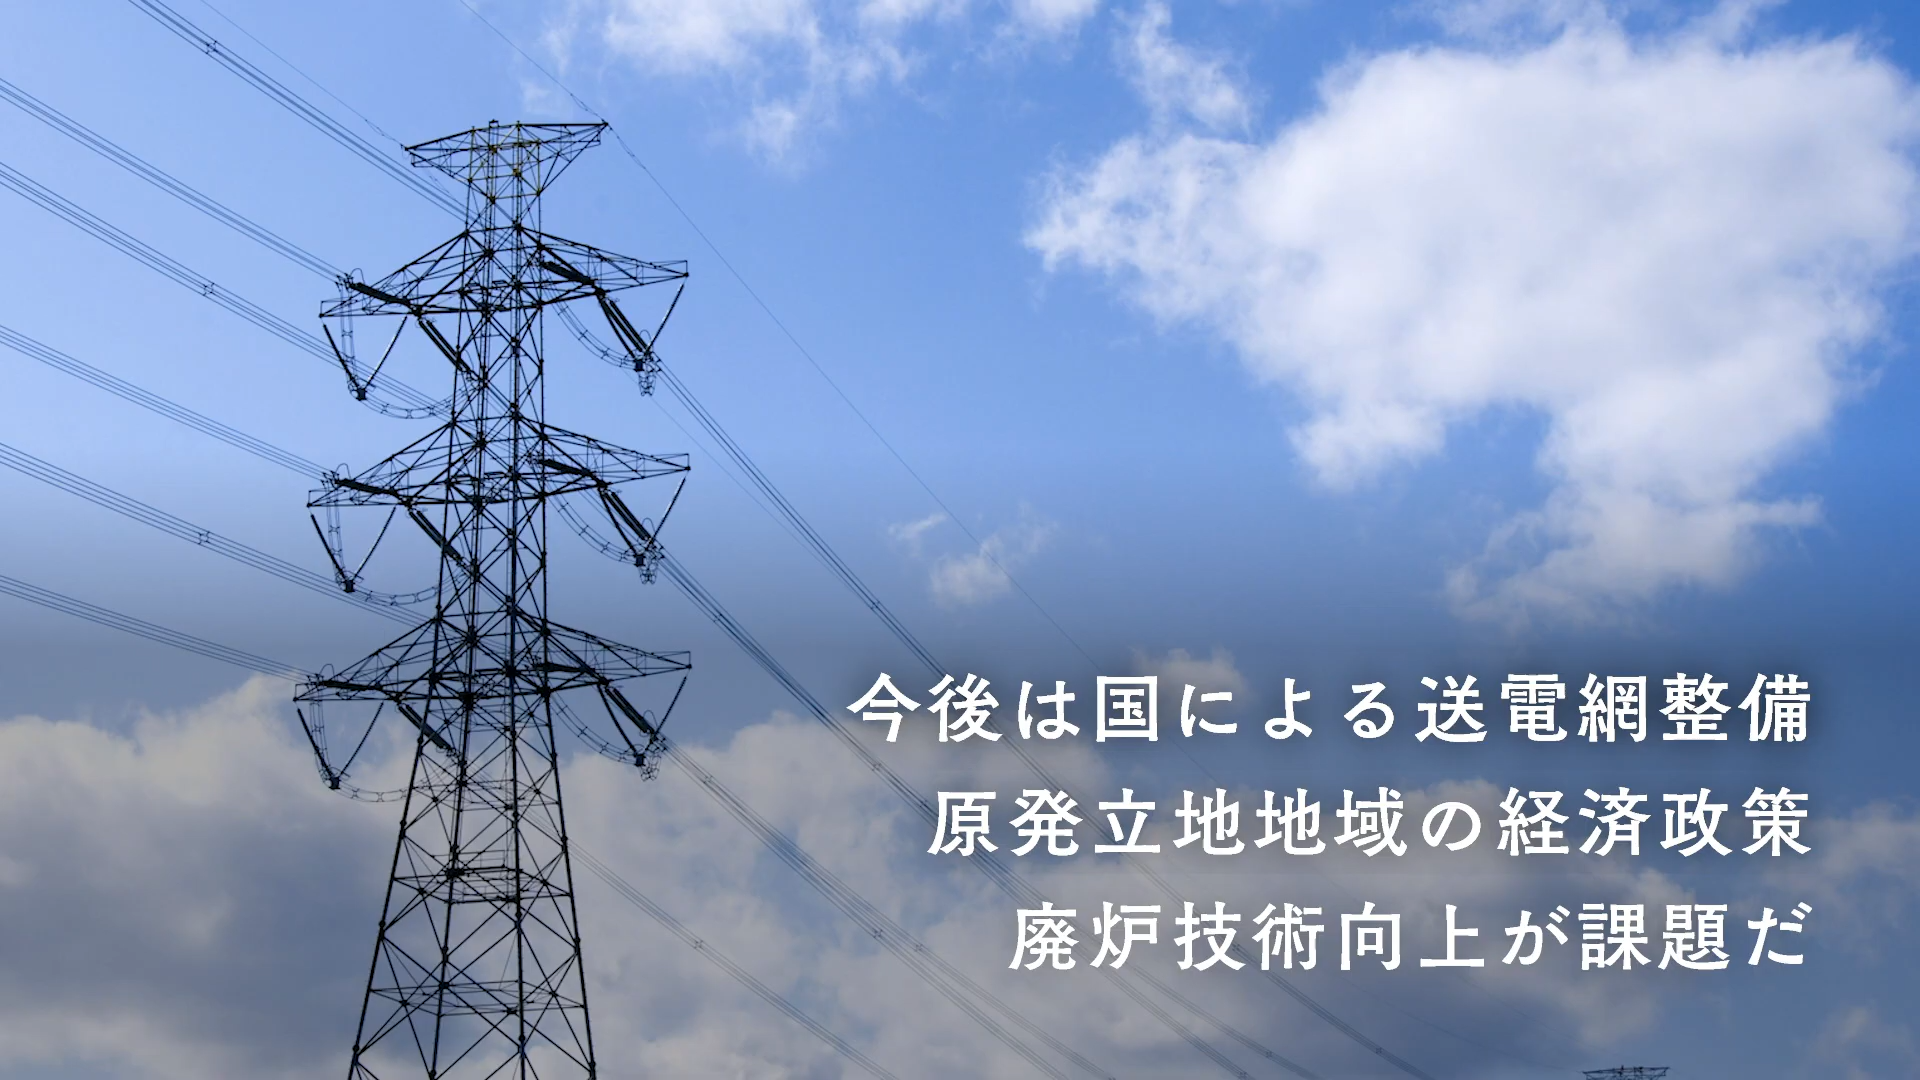 今後は国による送電網整備
原発立地地域の経済政策
廃炉技術向上が課題だ